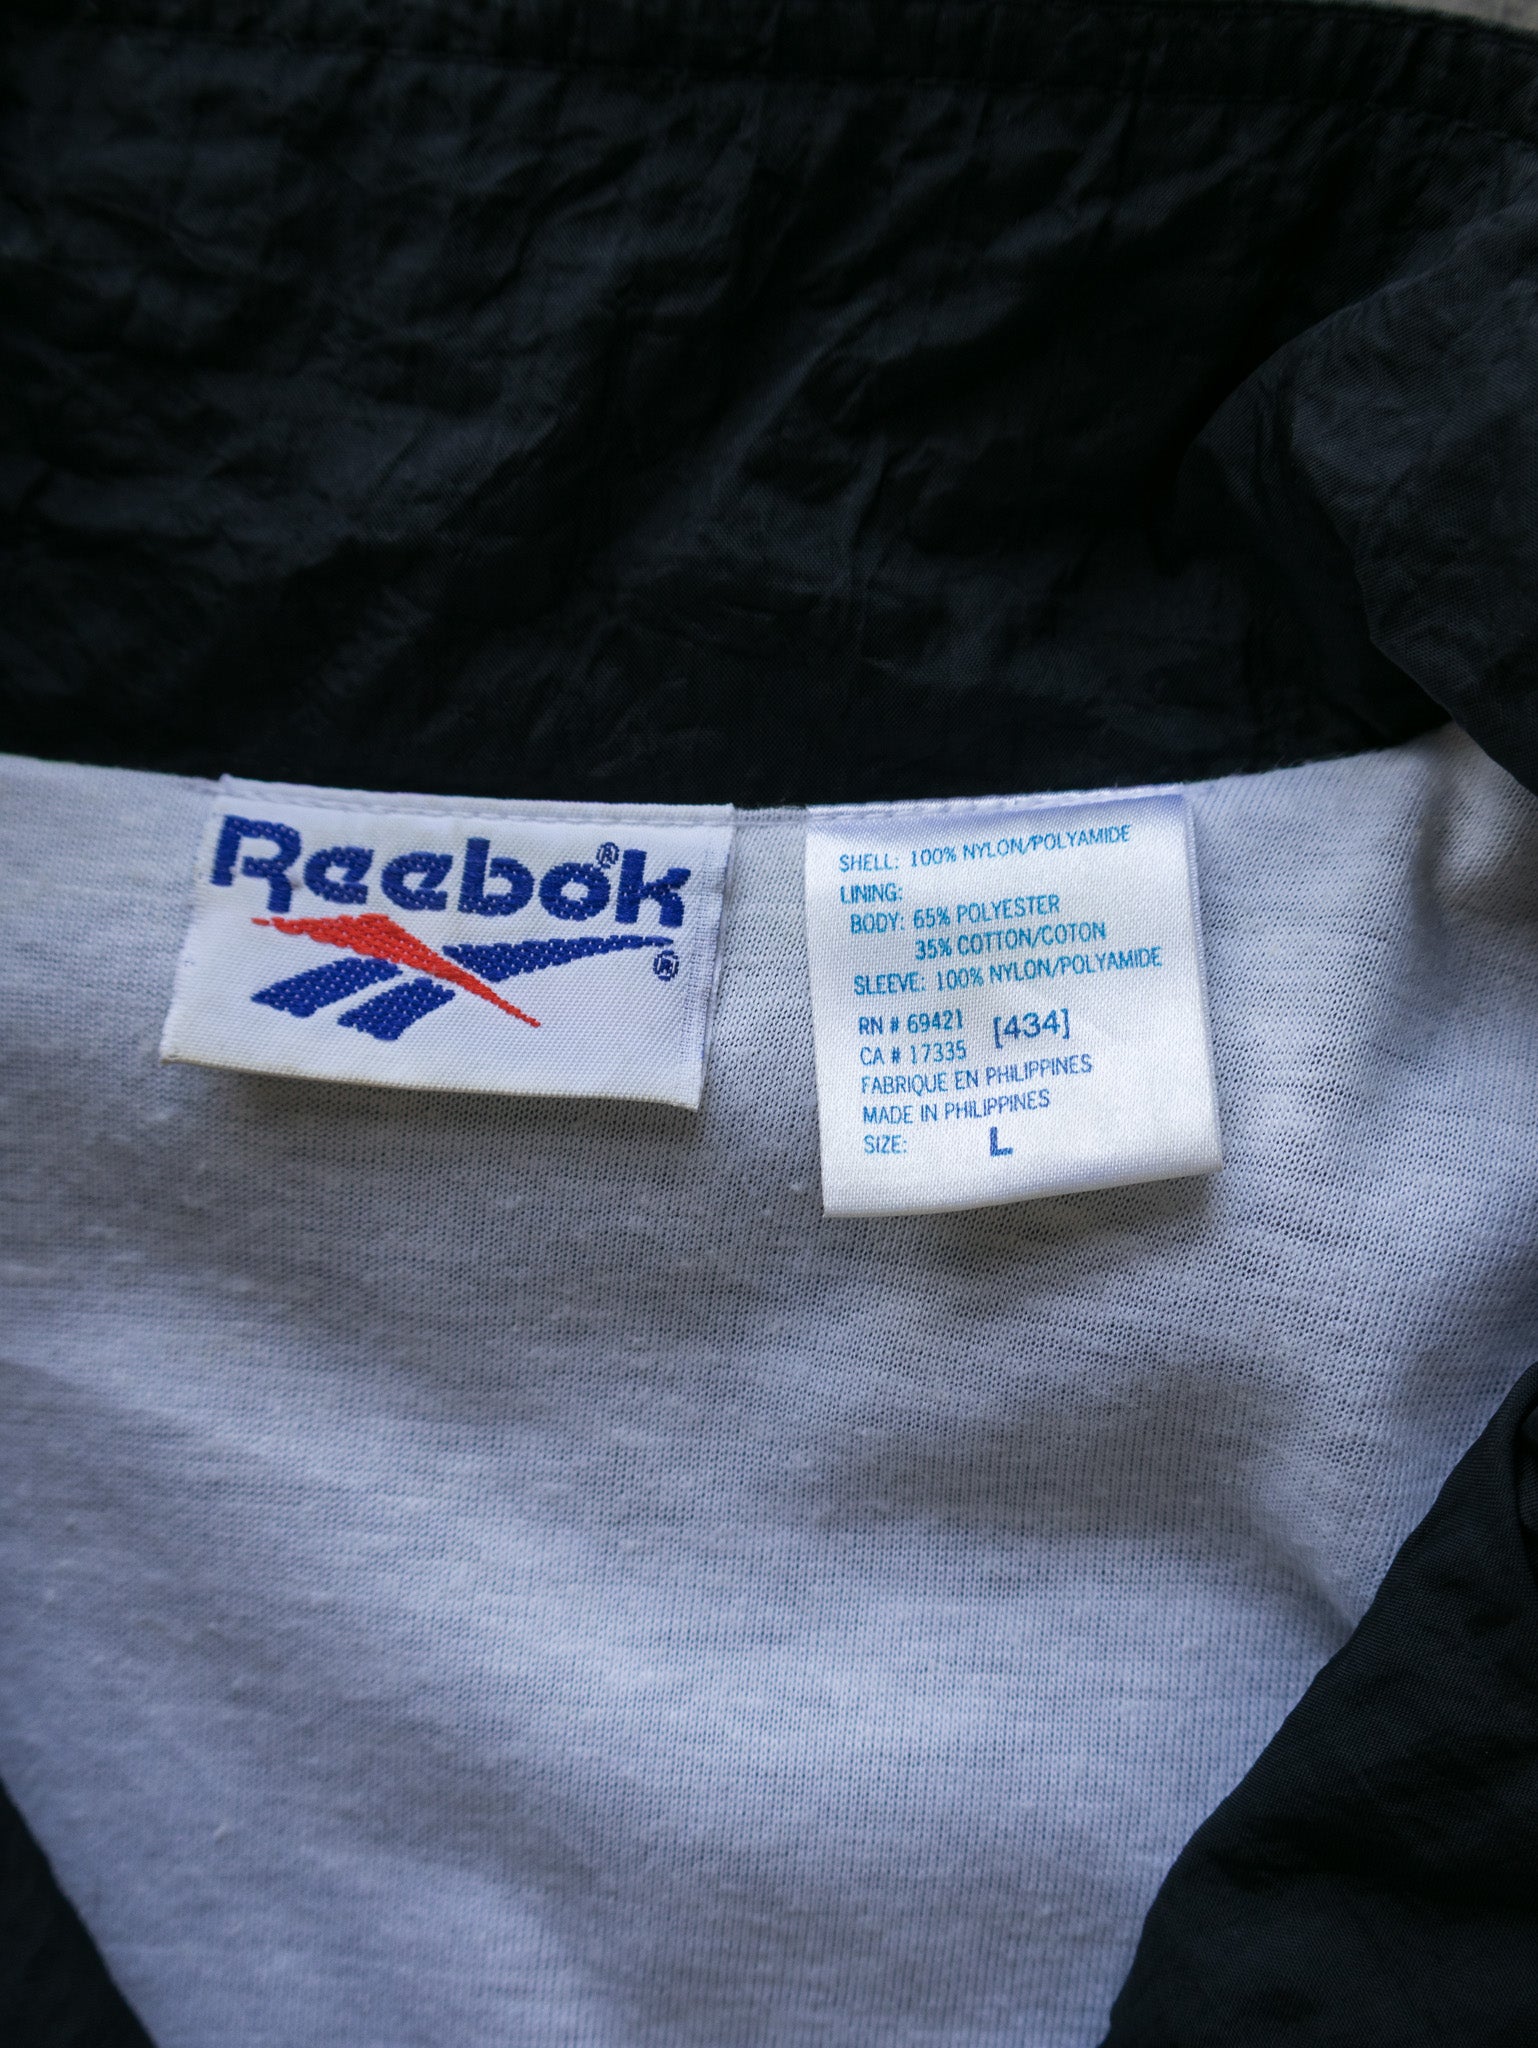 Reebok®
®
SHELL: 100% NYLON/POLYAMIDE
LINING:
BODY: 65% POLYESTER
35% COTTON/COTON
SLEEVE: 100% NYLON/POLYAMIDE
RN # 69421 [434]
CA # 17335
FABRIQUE EN PHILIPPINES
MADE IN PHILIPPINES
SIZE: L